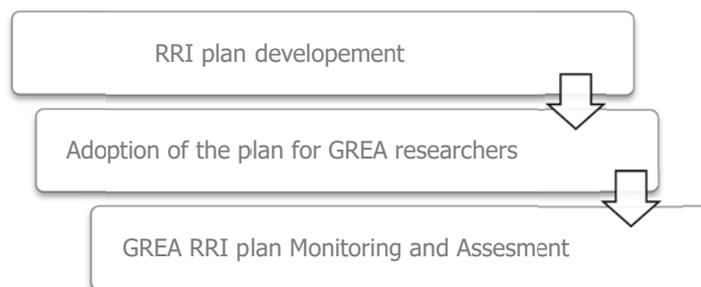 RRI plan developement
Adoption of the plan for GREA researchers
GREA RRI plan Monitoring and Assesment